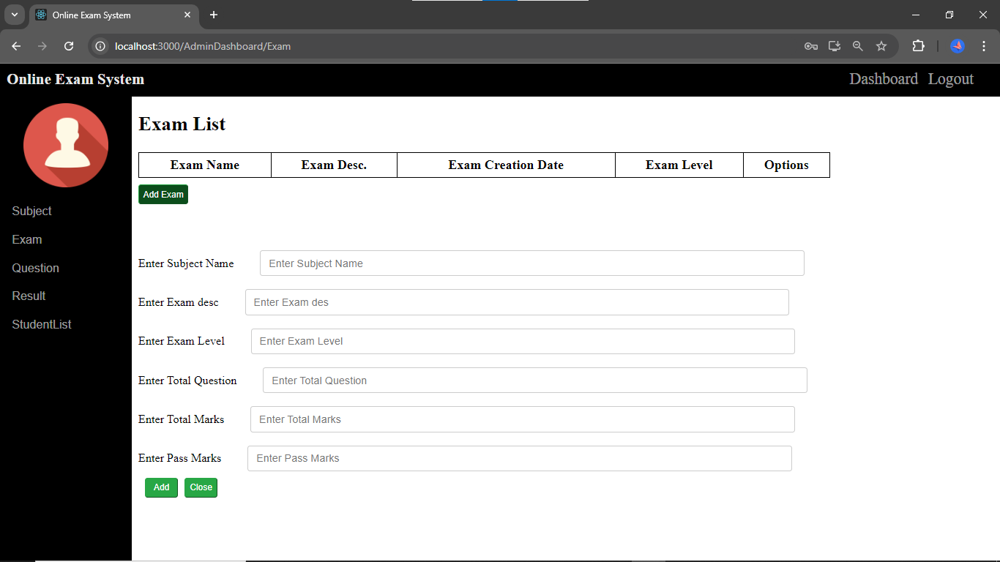 Online Exam System
localhost:3000/AdminDashboard/Exam
Online Exam System Dashboard Logout
Exam List
Exam Name Exam Desc. Exam Creation Date Exam Level Options
Add Exam
Subject
Exam
Question
Result
StudentList
Enter Subject Name Enter Subject Name
Enter Exam desc Enter Exam des
Enter Exam Level Enter Exam Level
Enter Total Question Enter Total Question
Enter Total Marks Enter Total Marks
Enter Pass Marks Enter Pass Marks
Add Close